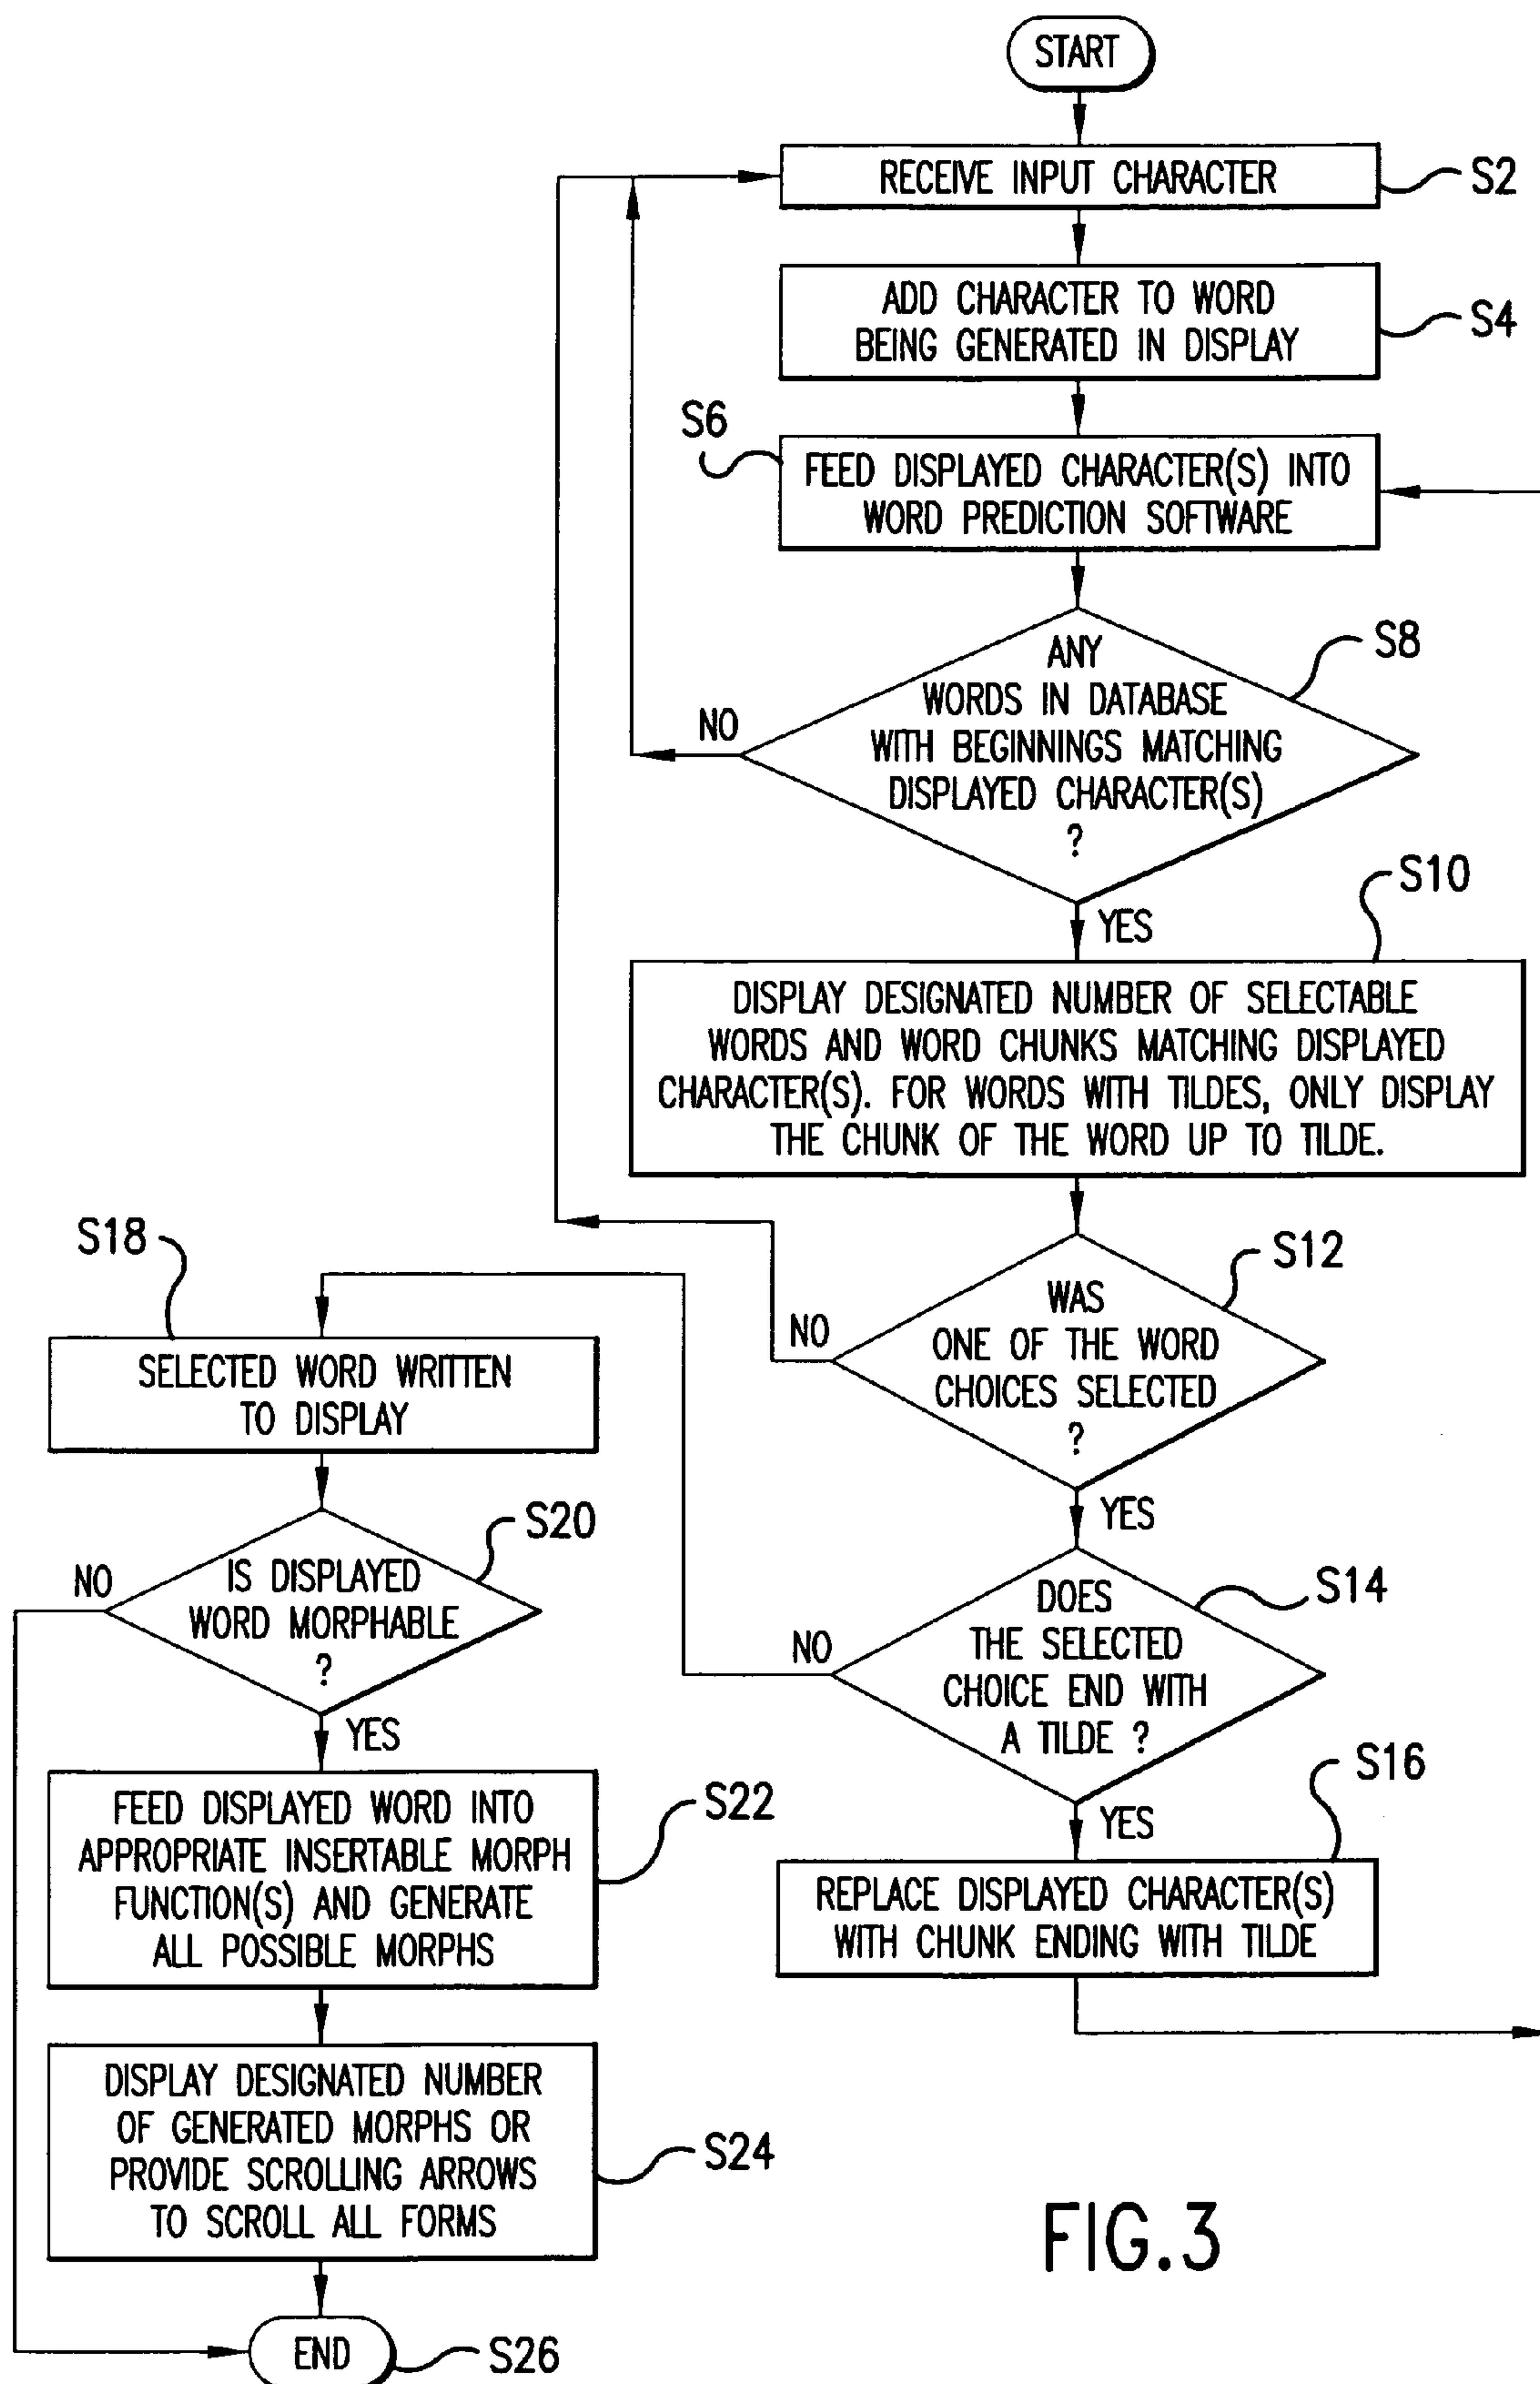 START
RECEIVE INPUT CHARACTER
S2
ADD CHARACTER TO WORD
BEING GENERATED IN DISPLAY
S4
S6
FEED DISPLAYED CHARACTER(S) INTO
WORD PREDICTION SOFTWARE
ANY
WORDS IN DATABASE
WITH BEGINNINGS MATCHING
DISPLAYED CHARACTER(S)
?
S8
NO
YES
S10
DISPLAY DESIGNATED NUMBER OF SELECTABLE
WORDS AND WORD CHUNKS MATCHING DISPLAYED
CHARACTER(S). FOR WORDS WITH TILDES, ONLY DISPLAY
THE CHUNK OF THE WORD UP TO TILDE.
S12
WAS
ONE OF THE WORD
CHOICES SELECTED
?
NO
YES
S14
DOES
THE SELECTED
CHOICE END WITH
A TILDE ?
NO
YES
S16
REPLACE DISPLAYED CHARACTER(S)
WITH CHUNK ENDING WITH TILDE
S18
SELECTED WORD WRITTEN
TO DISPLAY
S20
IS DISPLAYED
WORD MORPHABLE
?
NO
YES
FEED DISPLAYED WORD INTO
APPROPRIATE INSERTABLE MORPH
FUNCTION(S) AND GENERATE
ALL POSSIBLE MORPHS
S22
DISPLAY DESIGNATED NUMBER
OF GENERATED MORPHS OR
PROVIDE SCROLLING ARROWS
TO SCROLL ALL FORMS
S24
END
S26
FIG.3